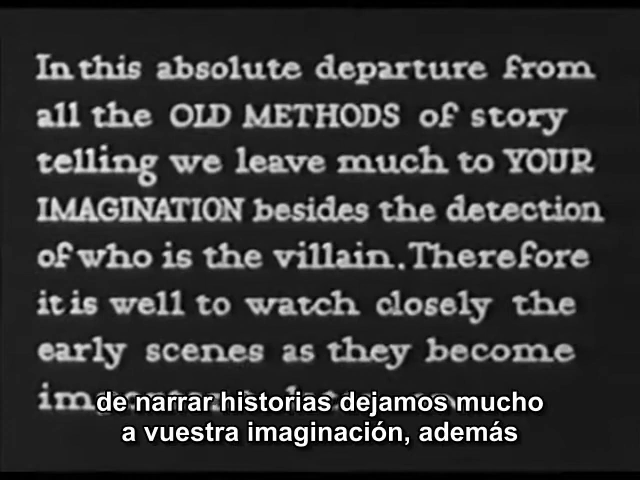 In this absolute departure from
all the OLD METHODS of story
telling we leave much to YOUR
IMAGINATION besides the detection
of who is the villain. Therefore
it is well to watch closely the
early scenes as they become
de narrar historias dejamos mucho
a vuestra imaginación, además